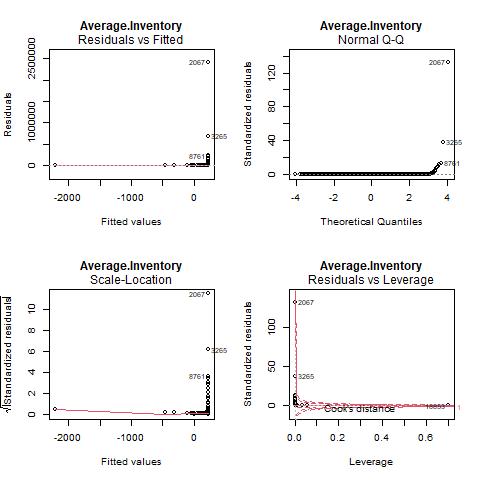 Average.Inventory
Residuals vs Fitted
Residuals
0
1000000
2500000
2067
3265
8761
-2000
-1000
0
Fitted values
Average.Inventory
Normal Q-Q
Standardized residuals
0
40
80
140
2067
3265
8761
-4
-2
0
2
4
Theoretical Quantiles
Average.Inventory
Scale-Location
√|Standardized residuals|
0
2
4
6
8
10
2067
3265
8761
-2000
-1000
0
Fitted values
Average.Inventory
Residuals vs Leverage
Standardized residuals
0
50
150
2067
3265
Cook's distance
1
0.0
0.2
0.4
0.6
Leverage